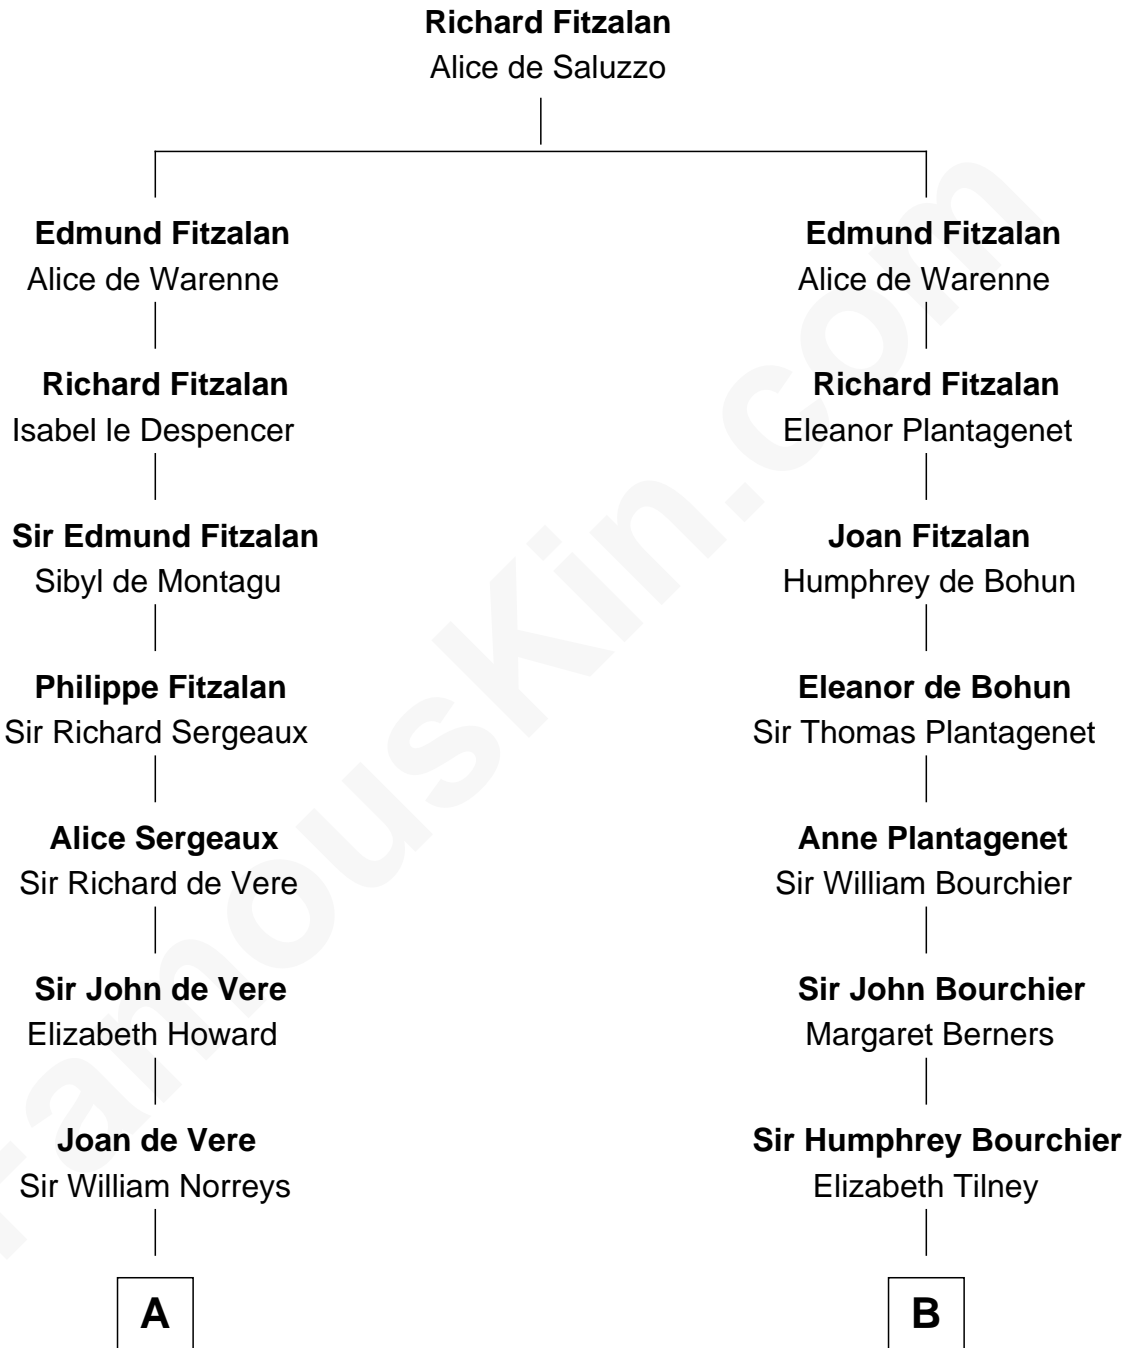 Richard Fitzalan
Alice de Saluzzo
Edmund Fitzalan
Alice de Warenne
Edmund Fitzalan
Alice de Warenne
Richard Fitzalan
Isabel le Despencer
Richard Fitzalan
Eleanor Plantagenet
Sir Edmund Fitzalan
Sibyl de Montagu
Joan Fitzalan
Humphrey de Bohun
Philippe Fitzalan
Sir Richard Sergeaux
Eleanor de Bohun
Sir Thomas Plantagenet
Alice Sergeaux
Sir Richard de Vere
Anne Plantagenet
Sir William Bourchier
Sir John de Vere
Elizabeth Howard
Sir John Bourchier
Margaret Berners
Joan de Vere
Sir William Norreys
Sir Humphrey Bourchier
Elizabeth Tilney
A
B
FamousKin.com